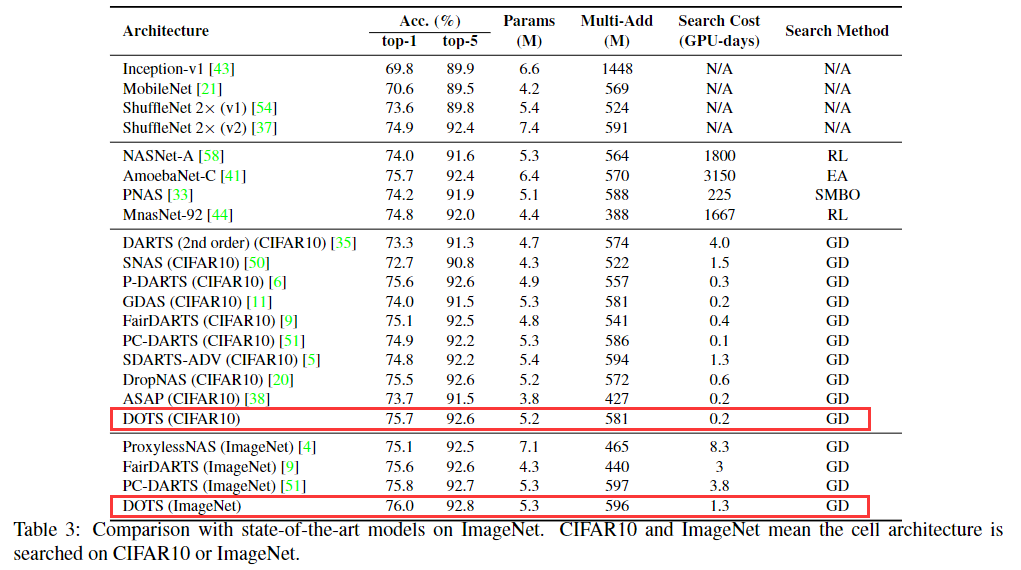 Architecture Acc. (%) Params Multi-Add Search Cost Search Method
top-1 top-5 (M) (M) (GPU-days)
Inception-v1 [43] 69.8 89.9 6.6 1448 N/A N/A
MobileNet [21] 70.6 89.5 4.2 569 N/A N/A
ShuffleNet 2× (v1) [54] 73.6 89.8 5.4 524 N/A N/A
ShuffleNet 2× (v2) [37] 74.9 92.4 7.4 591 N/A N/A
NASNet-A [58] 74.0 91.6 5.3 564 1800 RL
AmoebaNet-C [41] 75.7 92.4 6.4 570 3150 EA
PNAS [33] 74.2 91.9 5.1 588 225 SMBO
MnasNet-92 [44] 74.8 92.0 4.4 388 1667 RL
DARTS (2nd order) (CIFAR10) [35] 73.3 91.3 4.7 574 4.0 GD
SNAS (CIFAR10) [50] 72.7 90.8 4.3 522 1.5 GD
P-DARTS (CIFAR10) [6] 75.6 92.6 4.9 557 0.3 GD
GDAS (CIFAR10) [11] 74.0 91.5 5.3 581 0.2 GD
FairDARTS (CIFAR10) [9] 75.1 92.5 4.8 541 0.4 GD
PC-DARTS (CIFAR10) [51] 74.9 92.2 5.3 586 0.1 GD
SDARTS-ADV (CIFAR10) [5] 74.8 92.2 5.4 594 1.3 GD
DropNAS (CIFAR10) [20] 75.5 92.6 5.2 572 0.6 GD
ASAP (CIFAR10) [38] 73.7 91.5 3.8 427 0.2 GD
DOTS (CIFAR10) 75.7 92.6 5.2 581 0.2 GD
ProxylessNAS (ImageNet) [4] 75.1 92.5 7.1 465 8.3 GD
FairDARTS (ImageNet) [9] 75.6 92.6 4.3 440 3 GD
PC-DARTS (ImageNet) [51] 75.8 92.7 5.3 597 3.8 GD
DOTS (ImageNet) 76.0 92.8 5.3 596 1.3 GD
Table 3: Comparison with state-of-the-art models on ImageNet. CIFAR10 and ImageNet mean the cell architecture is
searched on CIFAR10 or ImageNet.